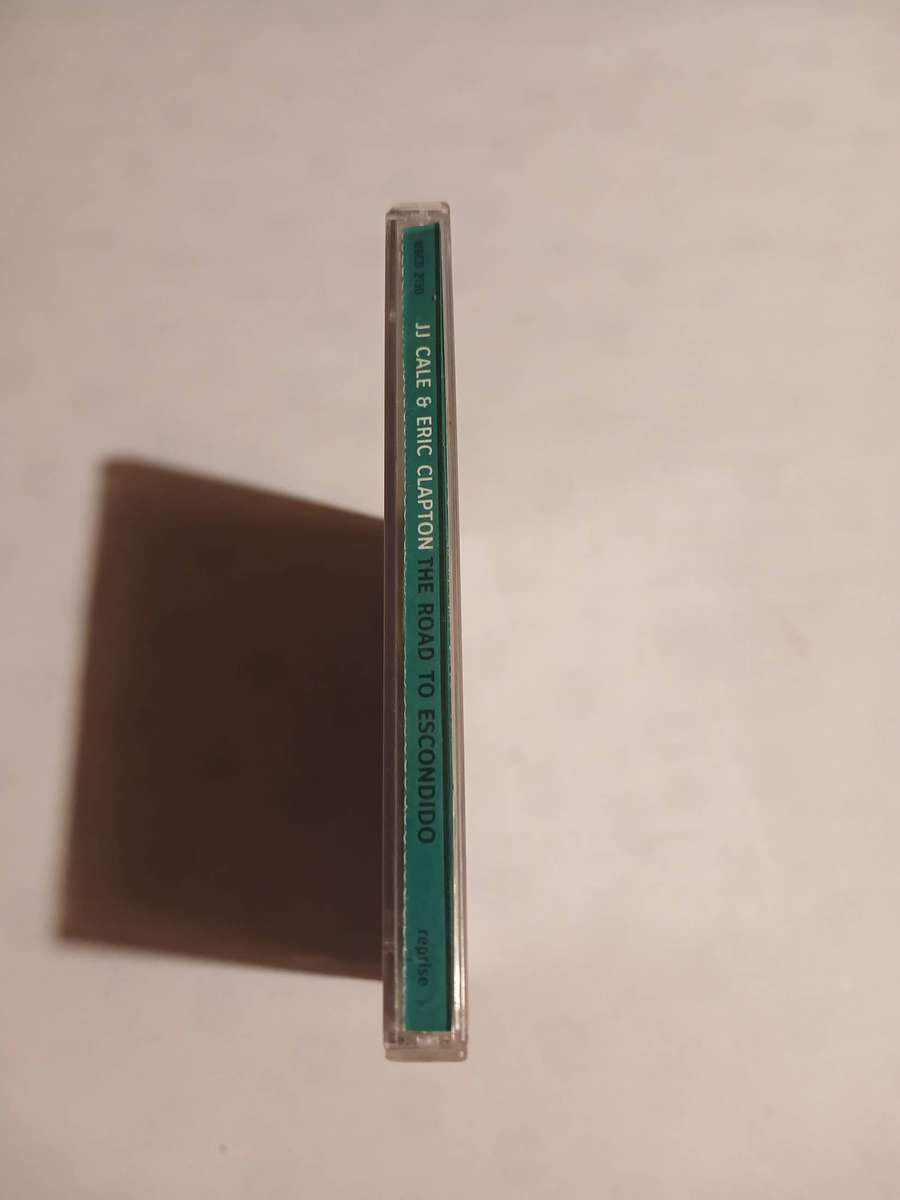 JJ CALE & ERIC CLAPTON THE ROAD TO ESCONDIDO
reprise